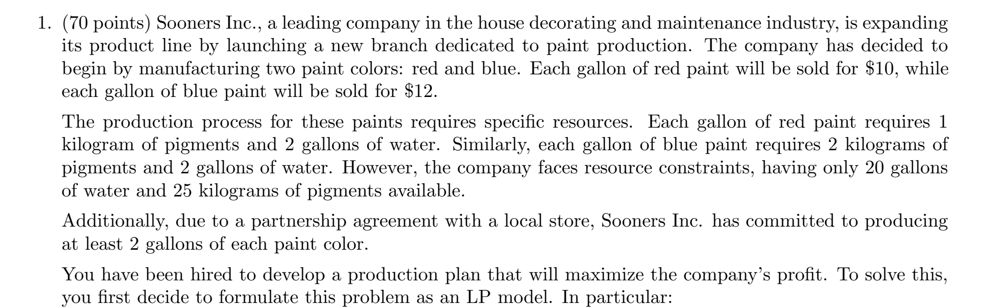 1. (70 points) Sooners Inc., a leading company in the house decorating and maintenance industry, is expanding
its product line by launching a new branch dedicated to paint production. The company has decided to
begin by manufacturing two paint colors: red and blue. Each gallon of red paint will be sold for $10, while
each gallon of blue paint will be sold for $12.
The production process for these paints requires specific resources. Each gallon of red paint requires 1
kilogram of pigments and 2 gallons of water. Similarly, each gallon of blue paint requires 2 kilograms of
pigments and 2 gallons of water. However, the company faces resource constraints, having only 20 gallons
of water and 25 kilograms of pigments available.
Additionally, due to a partnership agreement with a local store, Sooners Inc. has committed to producing
at least 2 gallons of each paint color.
You have been hired to develop a production plan that will maximize the company's profit. To solve this,
you first decide to formulate this problem as an LP model. In particular: